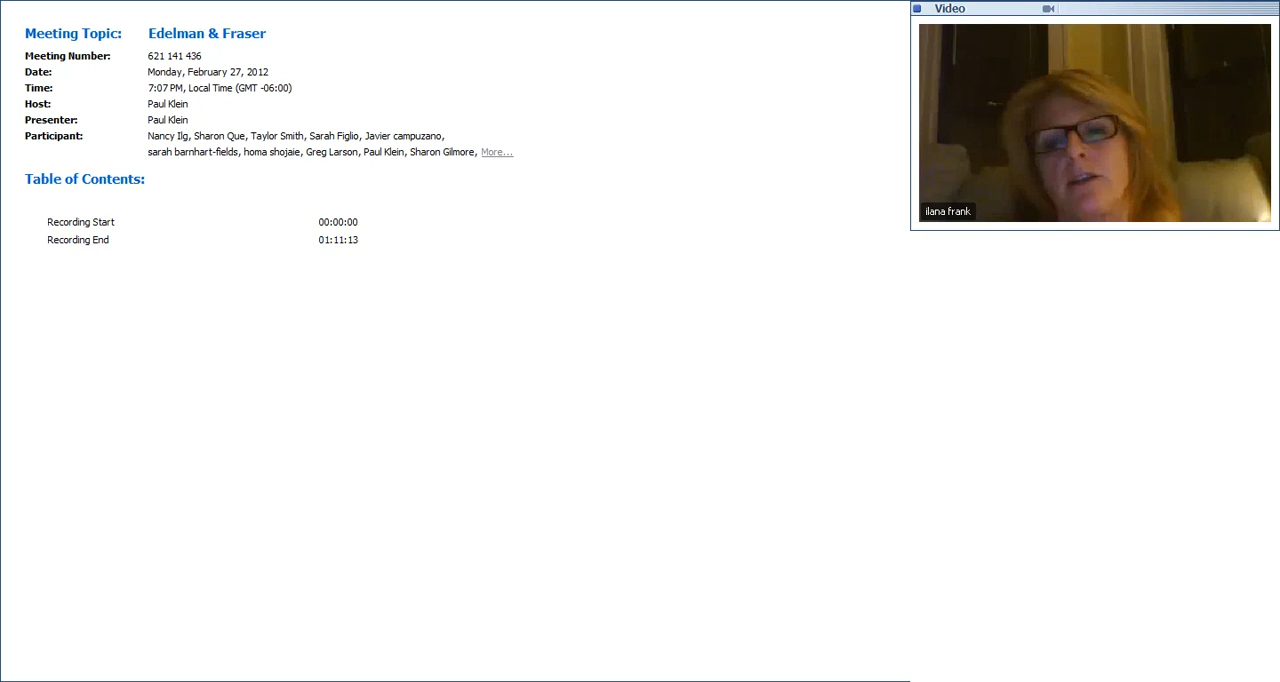 Meeting Topic: Edelman & Fraser
Meeting Number: 621 141 436
Date: Monday, February 27, 2012
Time: 7:07 PM, Local Time (GMT -06:00)
Host: Paul Klein
Presenter: Paul Klein
Participant: Nancy Ilg, Sharon Que, Taylor Smith, Sarah Figlio, Javier campuzano,
sarah barnhart-fields, homa shojaie, Greg Larson, Paul Klein, Sharon Gilmore, More...
Table of Contents:
Recording Start 00:00:00
Recording End 01:11:13
Video
ilana frank